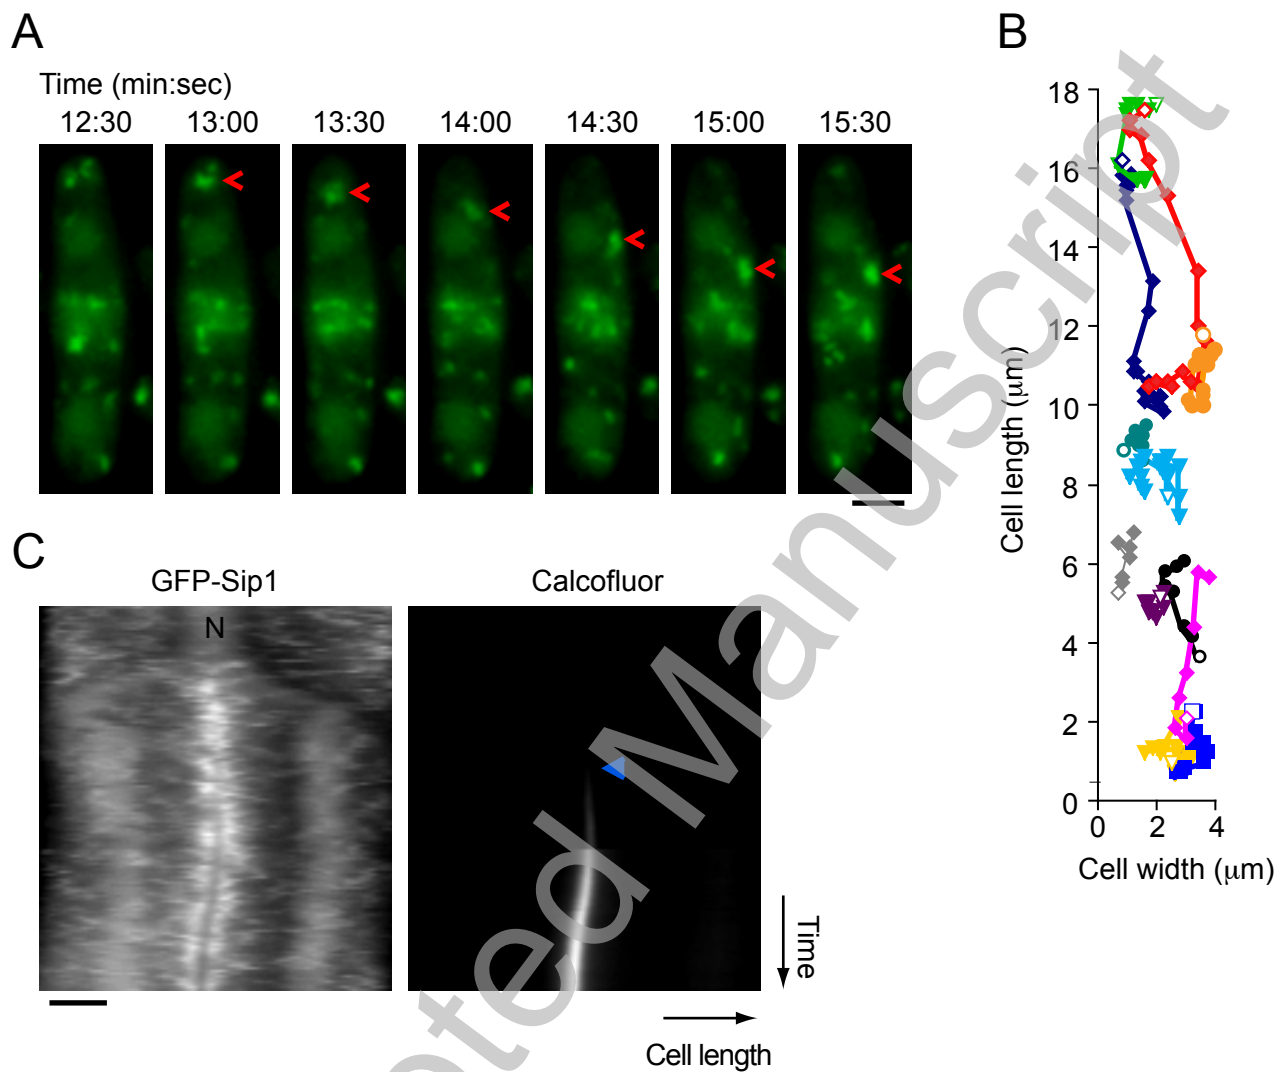 A
Time (min:sec)
12:30 13:00 13:30 14:00 14:30 15:00 15:30
B
18
16
14
12
10
8
6
4
2
0
Cell length (μm)
0 2 4
Cell width (μm)
C
GFP-Sip1 Calcofluor
N
Time
Cell length
ted Manuscript